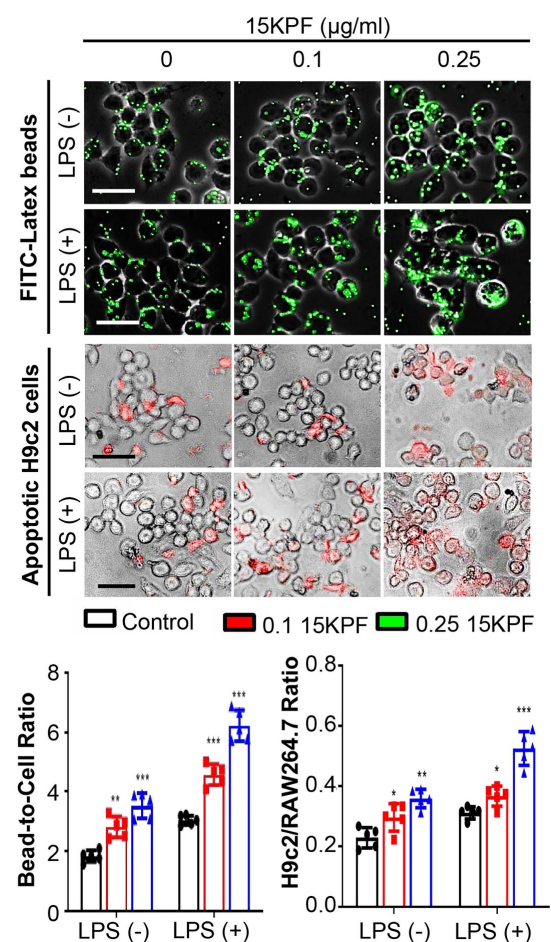 15KPF (µg/ml)
0 0.1 0.25
FITC-Latex beads
LPS (-)
LPS (+)
Apoptotic H9c2 cells
LPS (-)
LPS (+)
Control 0.1 15KPF 0.25 15KPF
Bead-to-Cell Ratio
8
6
4
2
0
** *** *** ***
LPS (-) LPS (+)
H9c2/RAW264.7 Ratio
0.8
0.6
0.4
0.2
0.0
* ** * ***
LPS (-) LPS (+)